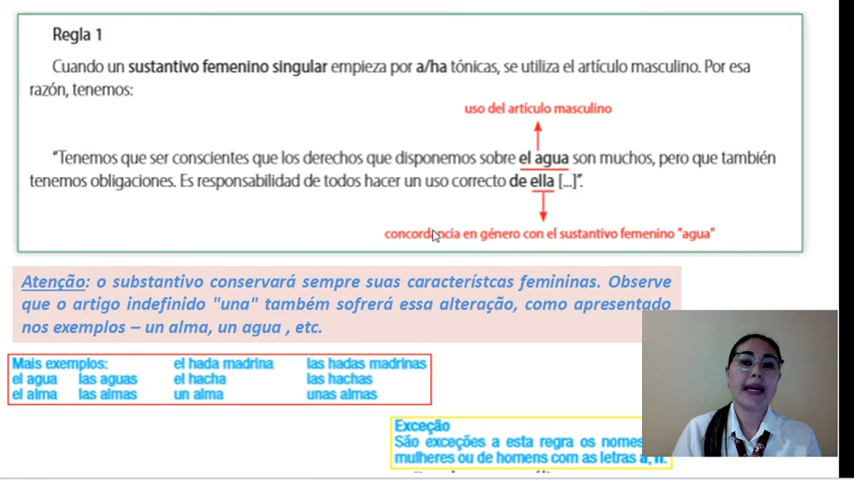 Regla 1
Cuando un sustantivo femenino singular empieza por a/ha tónicas, se utiliza el artículo masculino. Por esa
razón, tenemos:
uso del artículo masculino
“Tenemos que ser conscientes que los derechos que disponemos sobre el agua son muchos, pero que también
tenemos obligaciones. Es responsabilidad de todos hacer un uso correcto de ella [...]”.
concordancia en género con el sustantivo femenino "agua"
Atenção: o substantivo conservará sempre suas característcas femininas. Observe
que o artigo indefinido "una" também sofrerá essa alteração, como apresentado
nos exemplos – un alma, un agua , etc.
Mais exemplos: el hada madrina las hadas madrinas
el agua las aguas el hacha las hachas
el alma las almas un alma unas almas
Exceção
São exceções a esta regra os nomes
mulheres ou de homens com as letras a, h.